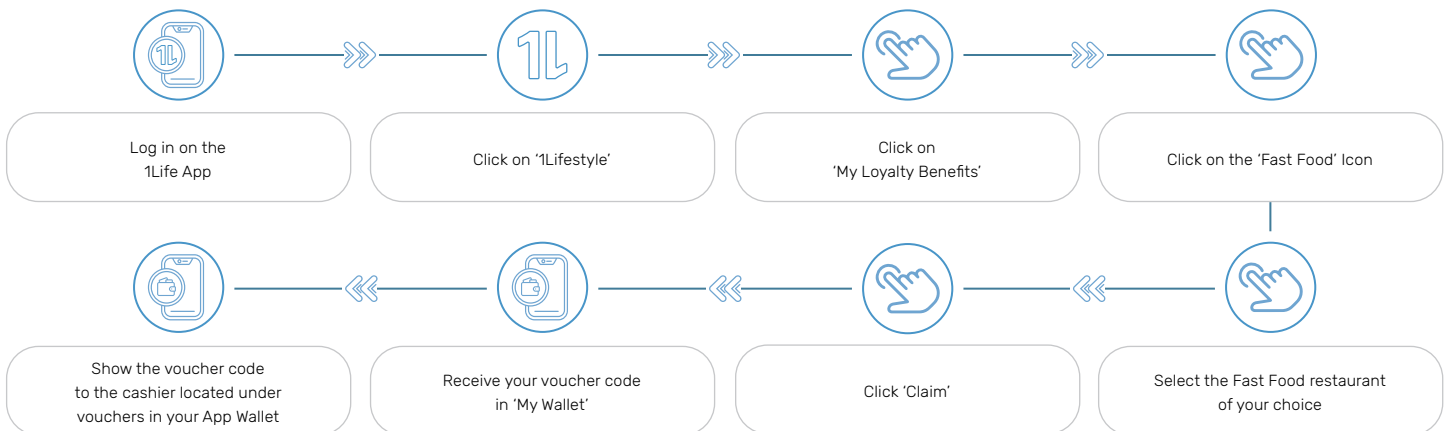 Log in on the
1Life App
Click on ‘1Lifestyle’
Click on
‘My Loyalty Benefits’
Click on the ‘Fast Food’ Icon
Select the Fast Food restaurant
of your choice
Click ‘Claim’
Receive your voucher code
in ‘My Wallet’
Show the voucher code
to the cashier located under
vouchers in your App Wallet